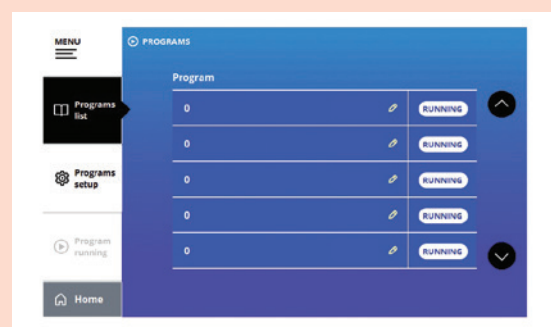 MENU
PROGRAMS
Programs
list
Programs
setup
Program
running
Home
Program
0 RUNNING
0 RUNNING
0 RUNNING
0 RUNNING
0 RUNNING